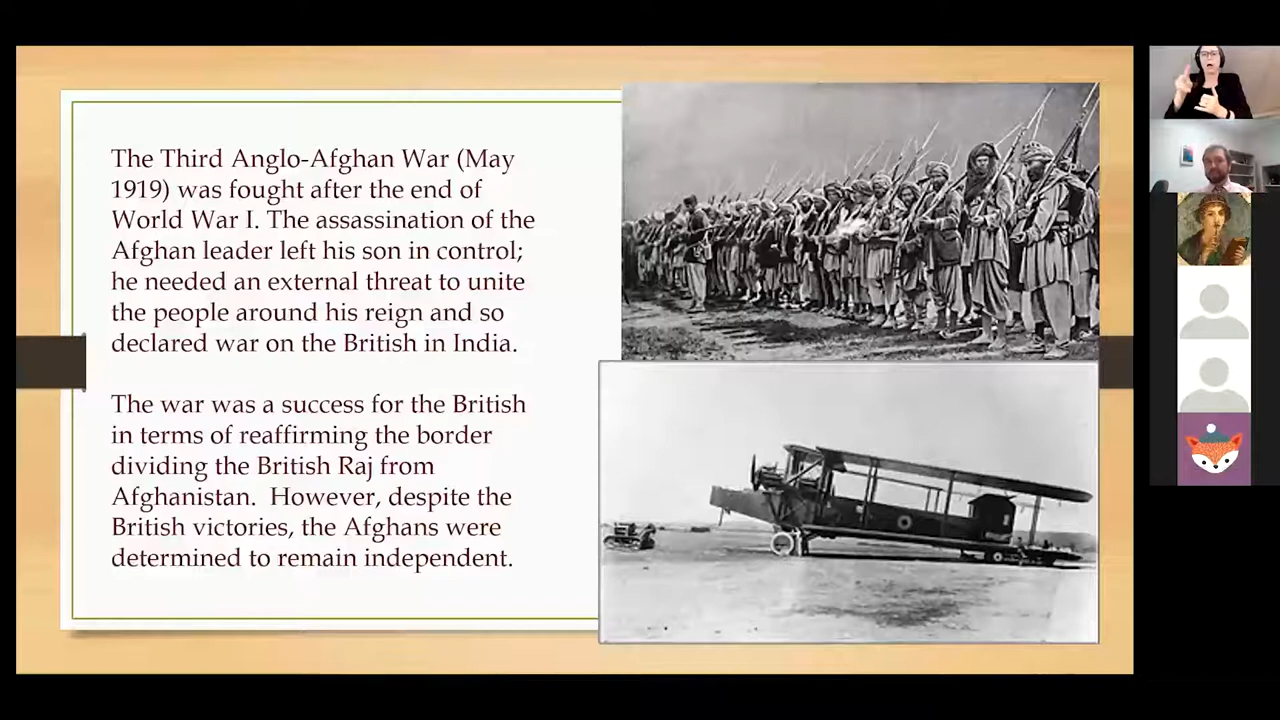 The Third Anglo-Afghan War (May
1919) was fought after the end of
World War I. The assassination of the
Afghan leader left his son in control;
he needed an external threat to unite
the people around his reign and so
declared war on the British in India.
The war was a success for the British
in terms of reaffirming the border
dividing the British Raj from
Afghanistan.  However, despite the
British victories, the Afghans were
determined to remain independent.